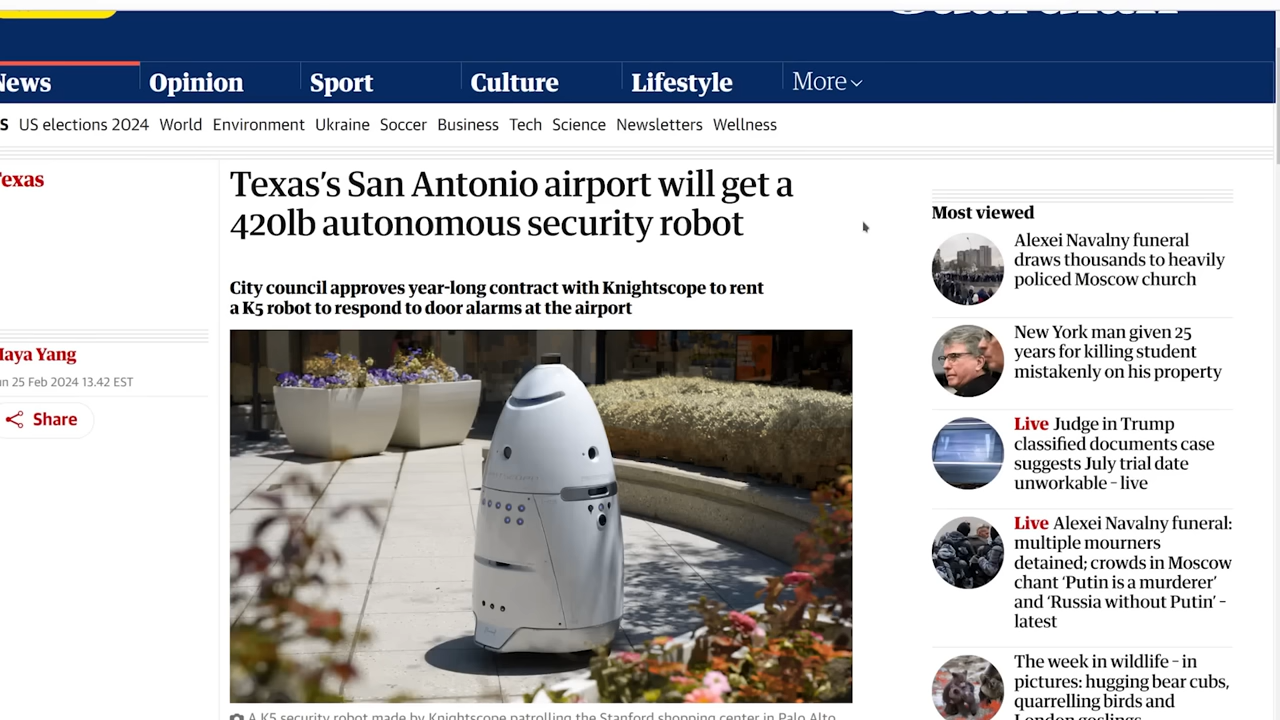 News
Opinion
Sport
Culture
Lifestyle
More
S US elections 2024 World Environment Ukraine Soccer Business Tech Science Newsletters Wellness
Texas
Texas’s San Antonio airport will get a
420lb autonomous security robot
City council approves year-long contract with Knightscope to rent
a K5 robot to respond to door alarms at the airport
Maya Yang
un 25 Feb 2024 13.42 EST
Share
A K5 security robot made by Knightscope patrolling the Stanford shopping center in Palo Alto
Most viewed
Alexei Navalny funeral
draws thousands to heavily
policed Moscow church
New York man given 25
years for killing student
mistakenly on his property
Live Judge in Trump
classified documents case
suggests July trial date
unworkable – live
Live Alexei Navalny funeral:
multiple mourners
detained; crowds in Moscow
chant ‘Putin is a murderer’
and ‘Russia without Putin’ –
latest
The week in wildlife – in
pictures: hugging bear cubs,
quarrelling birds and
London goslings